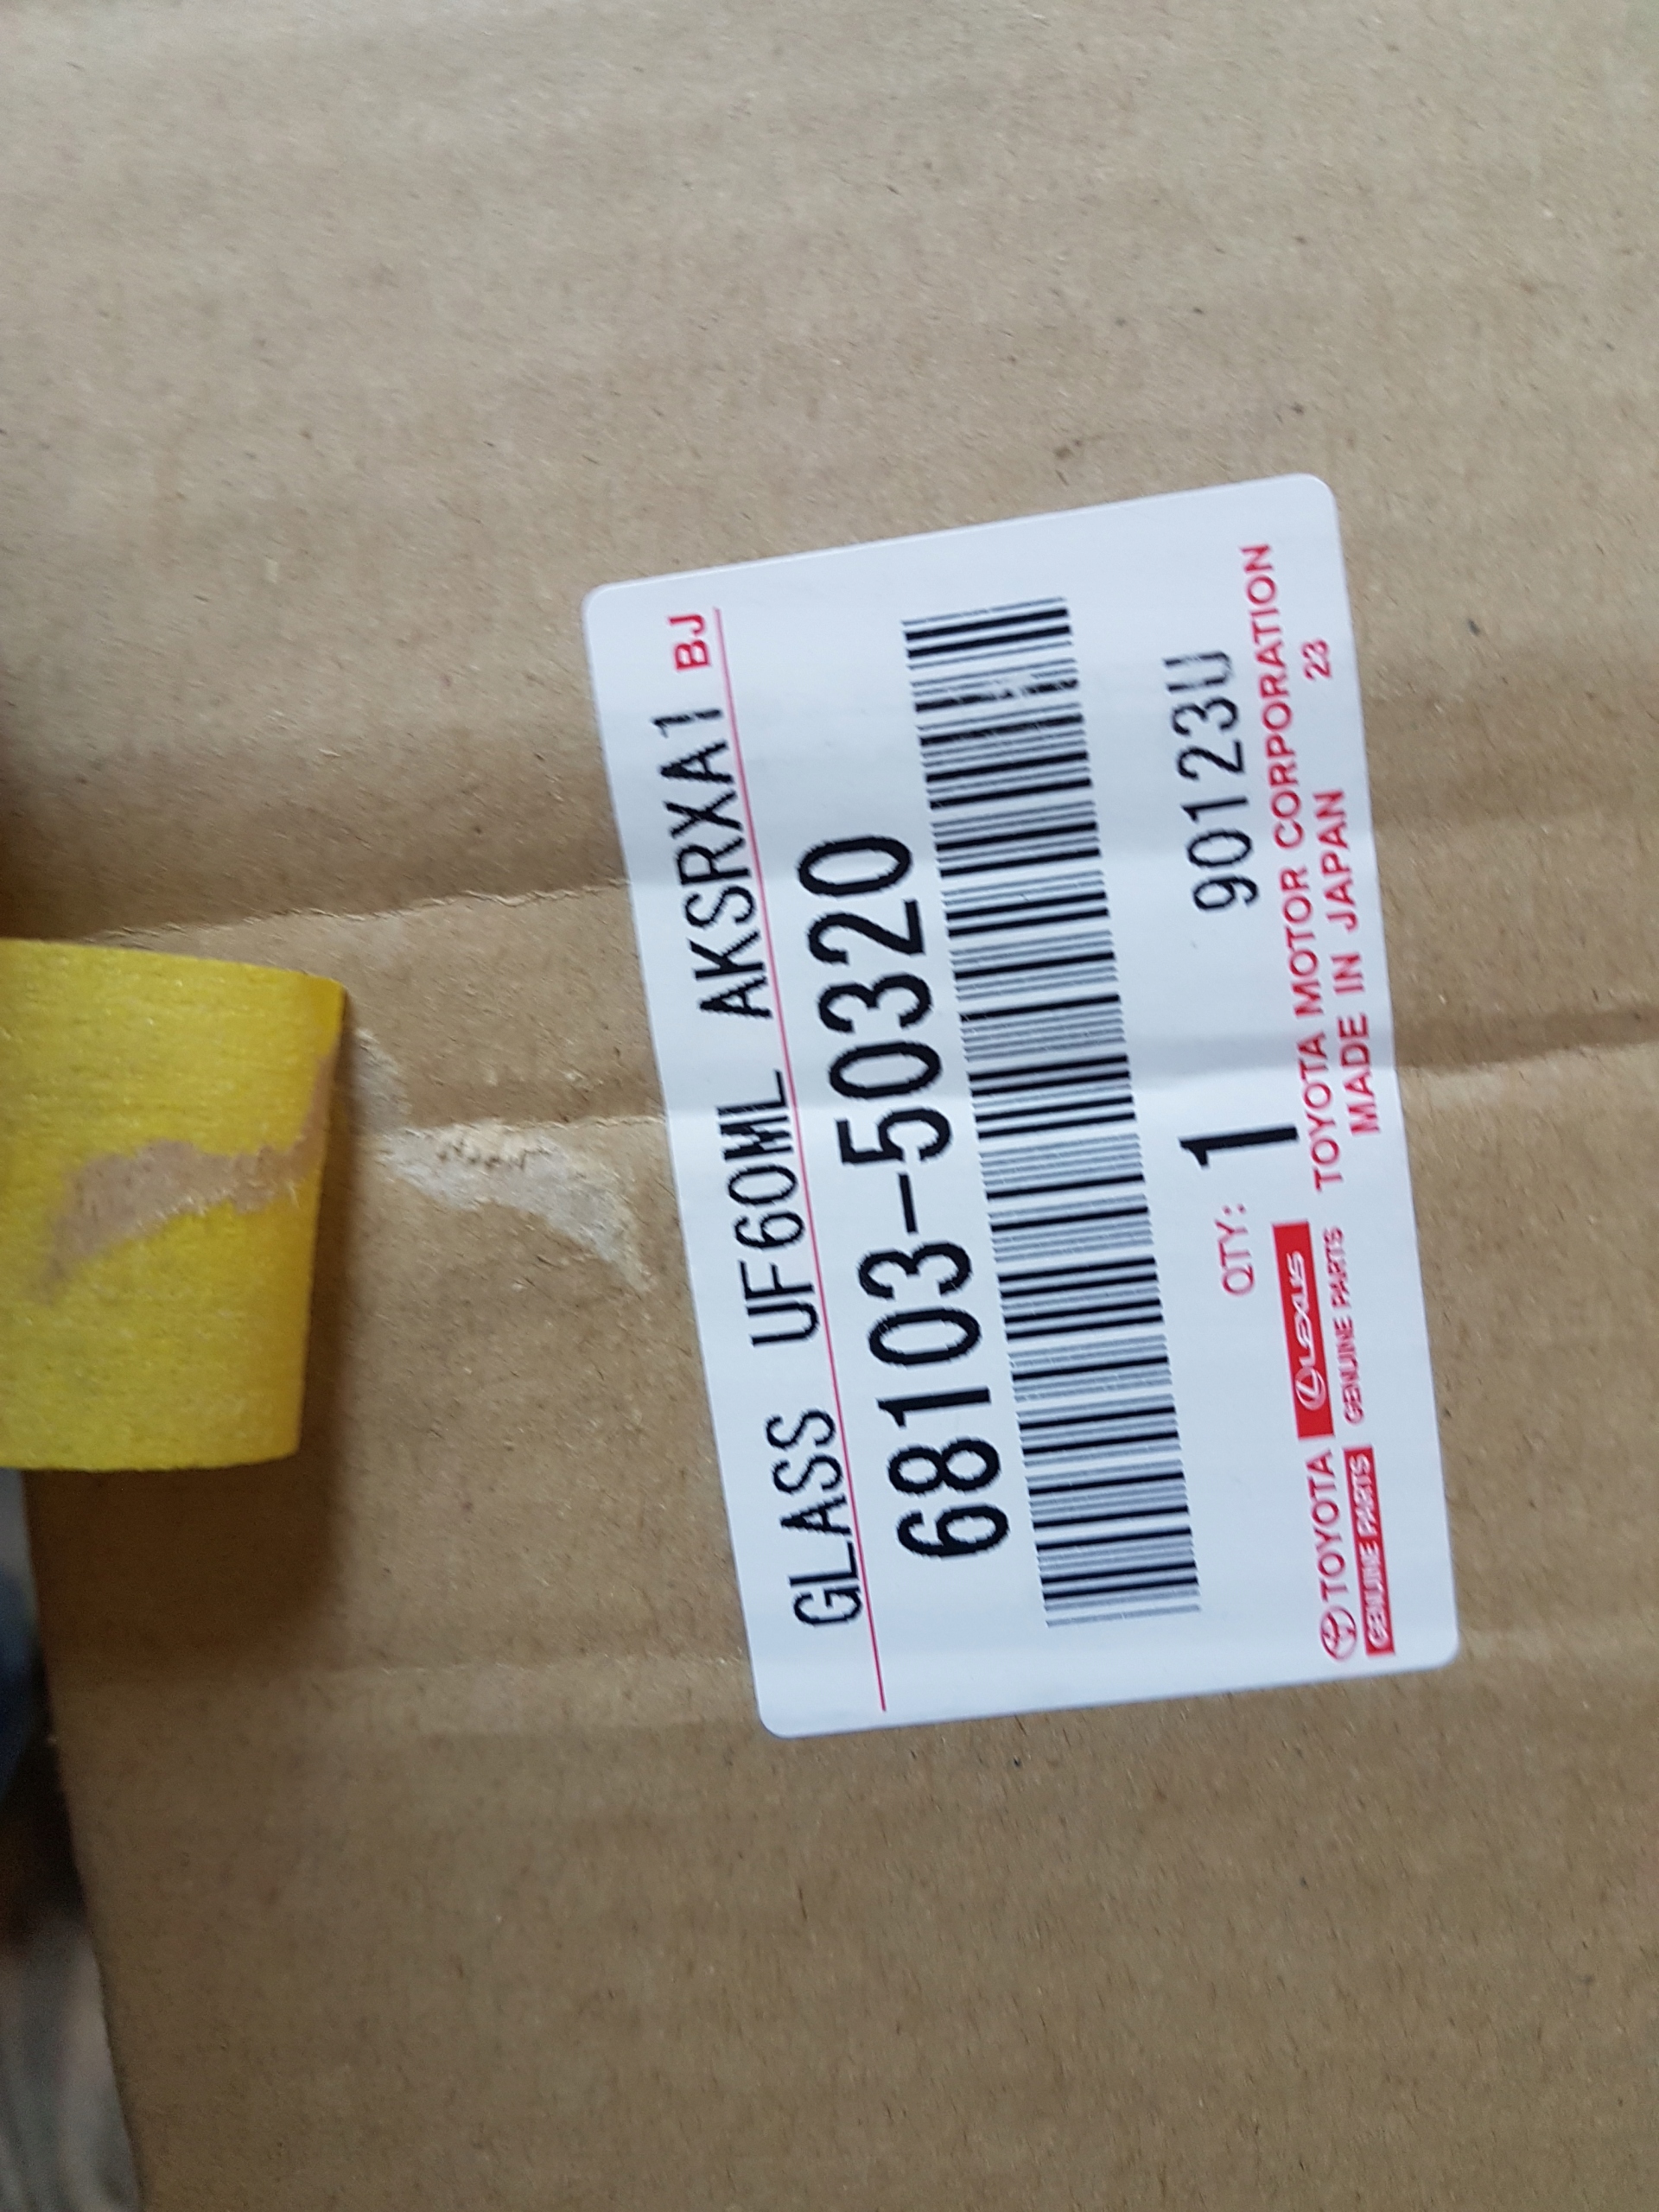 GLASS UF60ML AKSRXA1 BJ
68103-50320
QTY: 1 90123U
TOYOTA LEXUS TOYOTA MOTOR CORPORATION
GENUINE PARTS GENUINE PARTS MADE IN JAPAN 23